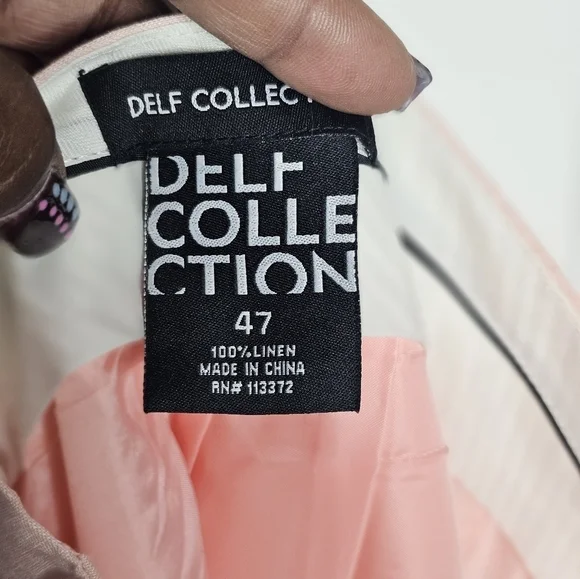 DELF COLLECT
DELF
COLLE
CTION
47
100%LINEN
MADE IN CHINA
RN# 113372